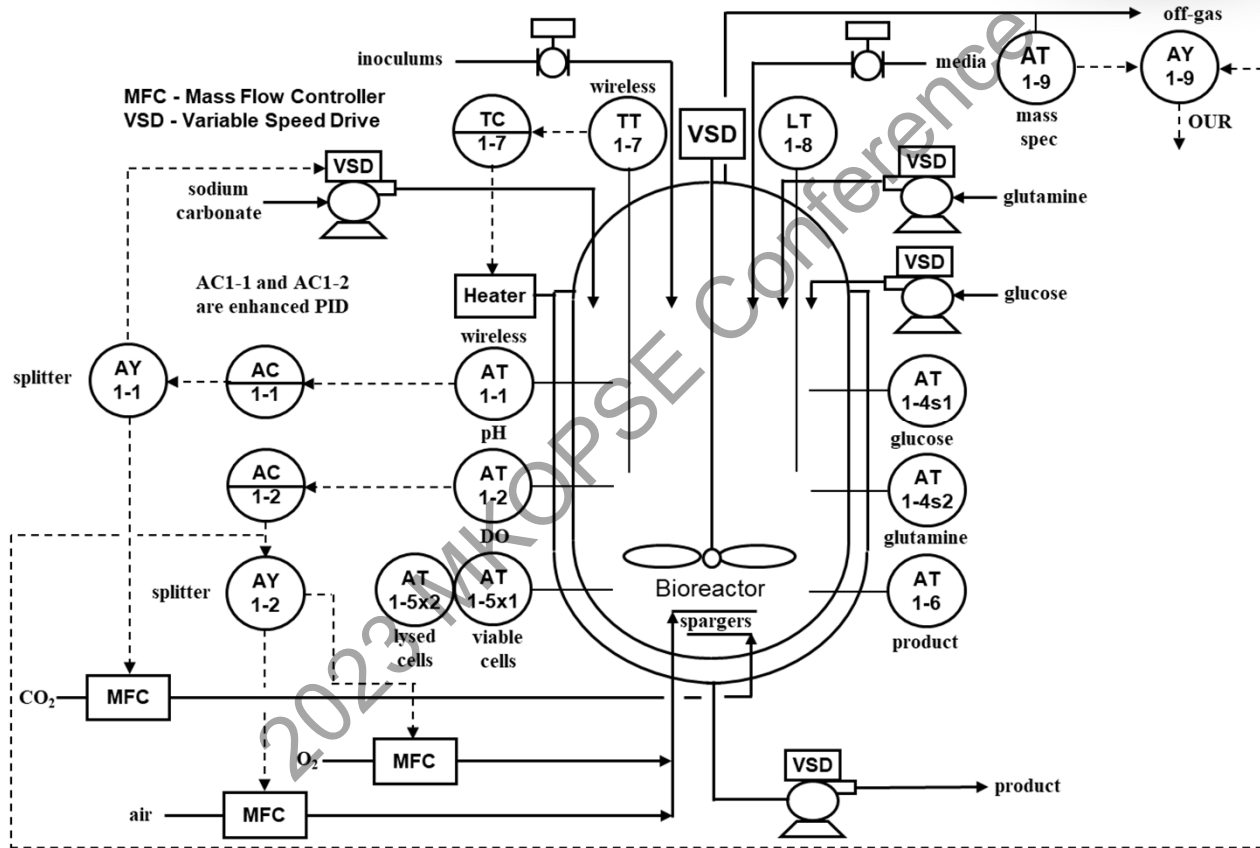 off-gas
inoculums
media
AT
1-9
mass
spec
AY
1-9
OUR
MFC - Mass Flow Controller
VSD - Variable Speed Drive
wireless
TC
1-7
TT
1-7
VSD
LT
1-8
VSD
sodium
carbonate
VSD
glutamine
AC1-1 and AC1-2
are enhanced PID
Heater
VSD
glucose
wireless
splitter
AY
1-1
AC
1-1
AT
1-1
pH
AT
1-4s1
glucose
AC
1-2
AT
1-2
DO
AT
1-4s2
glutamine
splitter
AY
1-2
AT
1-5x2
lysed
cells
AT
1-5x1
viable
cells
Bioreactor
spargers
AT
1-6
product
CO₂
MFC
O₂
MFC
air
MFC
VSD
product
2023 MKOPSE Conference